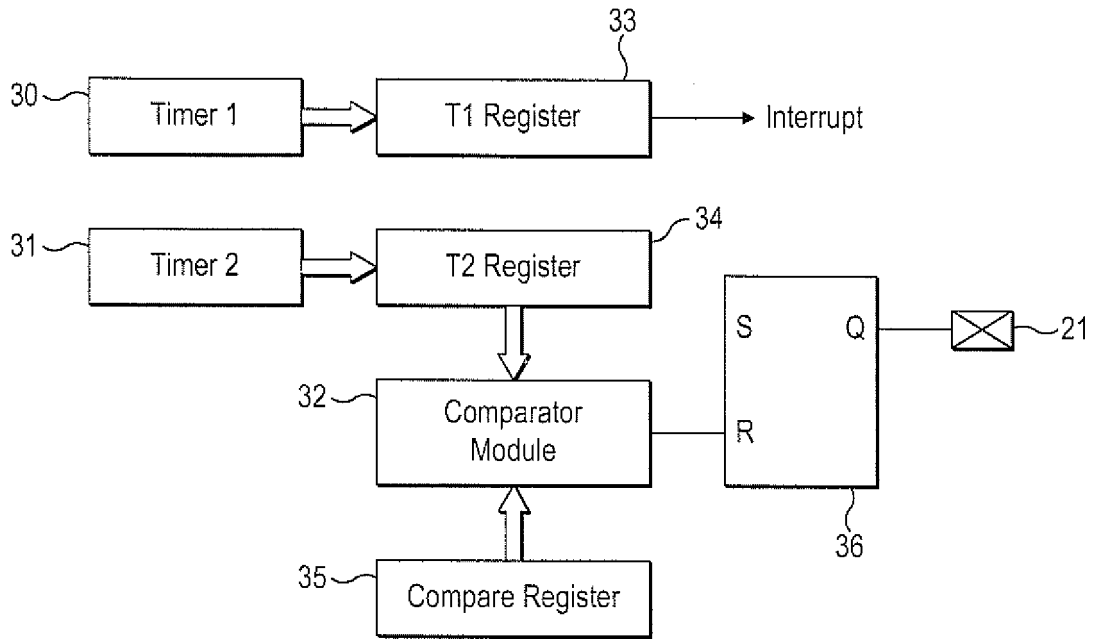 33
30
Timer 1
T1 Register
Interrupt
34
31
Timer 2
T2 Register
S
Q
21
32
Comparator
Module
R
36
35
Compare Register